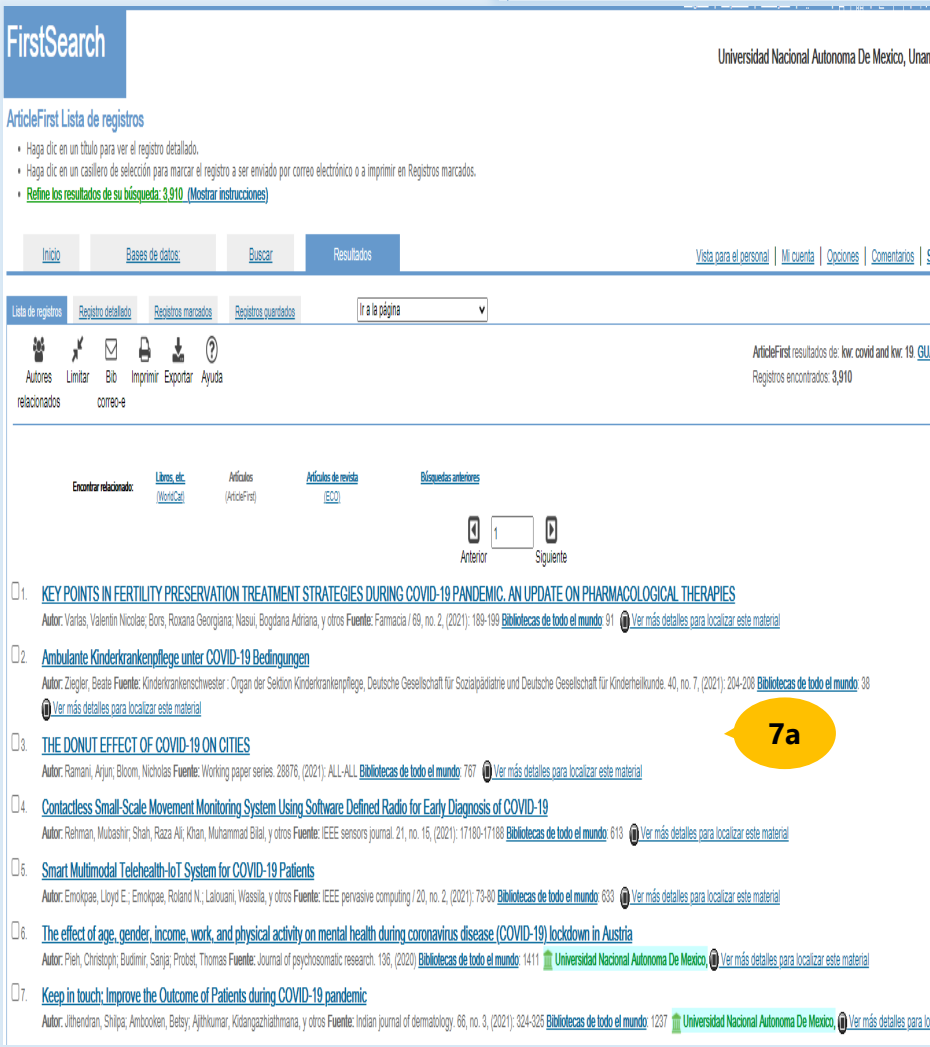 FirstSearch
Universidad Nacional Autonoma De Mexico, Unam
ArticleFirst Lista de registros
Haga clic en un título para ver el registro detallado.
Haga clic en un casillero de selección para marcar el registro a ser enviado por correo electrónico o a imprimir en Registros marcados.
Refine los resultados de su búsqueda: 3,910 (Mostrar instrucciones)
Inicio Bases de datos: Buscar Resultados Vista para el personal | Mi cuenta | Opciones | Comentarios |
Lista de registros Registro detallado Registros marcados Registros guardados Ir a la página
Autores relacionados Limitar Bib correo-e Imprimir Exportar Ayuda
ArticleFirst resultados de: kw: covid and kw: 19. GU
Registros encontrados: 3,910
Encontrar relacionado: Libros, etc. Artículos Artículos de revista Búsquedas anteriores
(WorldCat) (ArticleFirst) (ECO)
1
Anterior Siguiente
1. KEY POINTS IN FERTILITY PRESERVATION TREATMENT STRATEGIES DURING COVID-19 PANDEMIC. AN UPDATE ON PHARMACOLOGICAL THERAPIES
Autor: Varlas, Valentin Nicolae; Bors, Roxana Georgiana; Nasui, Bogdana Adriana, y otros Fuente: Farmacia / 69, no. 2, (2021): 189-199 Bibliotecas de todo el mundo: 91 Ver más detalles para localizar este material
2. Ambulante Kinderkrankenpflege unter COVID-19 Bedingungen
Autor: Ziegler, Beate Fuente: Kinderkrankenschwester : Organ der Sektion Kinderkrankenpflege, Deutsche Gesellschaft für Sozialpädiatrie und Deutsche Gesellschaft für Kinderheilkunde. 40, no. 7, (2021): 204-208 Bibliotecas de todo el mundo: 38
Ver más detalles para localizar este material
7a
3. THE DONUT EFFECT OF COVID-19 ON CITIES
Autor: Ramani, Arjun; Bloom, Nicholas Fuente: Working paper series. 28876, (2021): ALL-ALL Bibliotecas de todo el mundo: 767 Ver más detalles para localizar este material
4. Contactless Small-Scale Movement Monitoring System Using Software Defined Radio for Early Diagnosis of COVID-19
Autor: Rehman, Mubashir; Shah, Raza Ali; Khan, Muhammad Bilal, y otros Fuente: IEEE sensors journal. 21, no. 15, (2021): 17180-17188 Bibliotecas de todo el mundo: 613 Ver más detalles para localizar este material
5. Smart Multimodal Telehealth-IoT System for COVID-19 Patients
Autor: Emokpae, Lloyd E.; Emokpae, Roland N.; Lalouani, Wassila, y otros Fuente: IEEE pervasive computing / 20, no. 2, (2021): 73-80 Bibliotecas de todo el mundo: 633 Ver más detalles para localizar este material
6. The effect of age, gender, income, work, and physical activity on mental health during coronavirus disease (COVID-19) lockdown in Austria
Autor: Pieh, Christoph; Budimir, Sanja; Probst, Thomas Fuente: Journal of psychosomatic research. 136, (2020) Bibliotecas de todo el mundo: 1411 Universidad Nacional Autonoma De Mexico, Ver más detalles para localizar este material
7. Keep in touch; Improve the Outcome of Patients during COVID-19 pandemic
Autor: Jithendran, Shilpa; Ambooken, Betsy; Ajithkumar, Kidangazhiathmana, y otros Fuente: Indian journal of dermatology. 66, no. 3, (2021): 324-325 Bibliotecas de todo el mundo: 1237 Universidad Nacional Autonoma De Mexico, Ver más detalles para lo